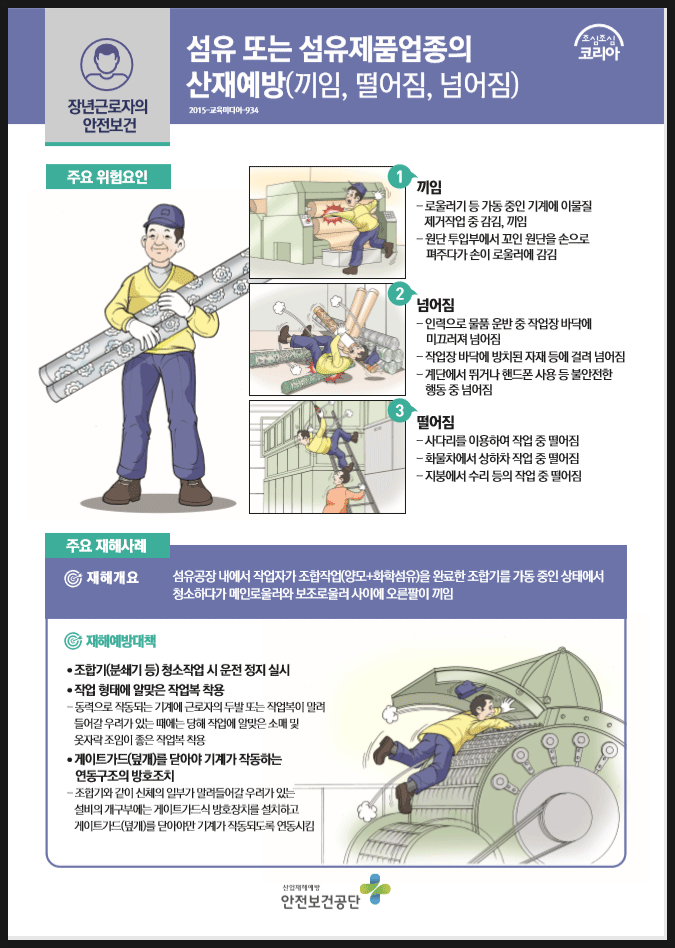 장년근로자의
안전보건
섬유 또는 섬유제품업종의
산재예방(끼임, 떨어짐, 넘어짐)
2015-교육미디어-934
조심조심
코리아
주요 위험요인
1
끼임
– 로울러기 등 가동 중인 기계에 이물질
제거작업 중 감김, 끼임
– 원단 투입부에서 꼬인 원단을 손으로
펴주다가 손이 로울러에 감김
2
넘어짐
– 인력으로 물품 운반 중 작업장 바닥에
미끄러져 넘어짐
– 작업장 바닥에 방치된 자재 등에 걸려 넘어짐
– 계단에서 뛰거나 핸드폰 사용 등 불안전한
행동 중 넘어짐
3
떨어짐
– 사다리를 이용하여 작업 중 떨어짐
– 화물차에서 상하차 작업 중 떨어짐
– 지붕에서 수리 등의 작업 중 떨어짐
주요 재해사례
재해개요
섬유공장 내에서 작업자가 조합작업(양모+화학섬유)을 완료한 조합기를 가동 중인 상태에서
청소하다가 메인로울러와 보조로울러 사이에 오른팔이 끼임
재해예방대책
• 조합기(분쇄기 등) 청소작업 시 운전 정지 실시
• 작업 형태에 알맞은 작업복 착용
– 동력으로 작동되는 기계에 근로자의 두발 또는 작업복이 말려
들어갈 우려가 있는 때에는 당해 작업에 알맞은 소매 및
옷자락 조임이 좋은 작업복 착용
• 게이트가드(덮개)를 닫아야 기계가 작동하는
연동구조의 방호조치
– 조합기와 같이 신체의 일부가 말려들어갈 우려가 있는
설비의 개구부에는 게이트가드식 방호장치를 설치하고
게이트가드(덮개)를 닫아야만 기계가 작동되도록 연동시킴
산업재해예방
안전보건공단